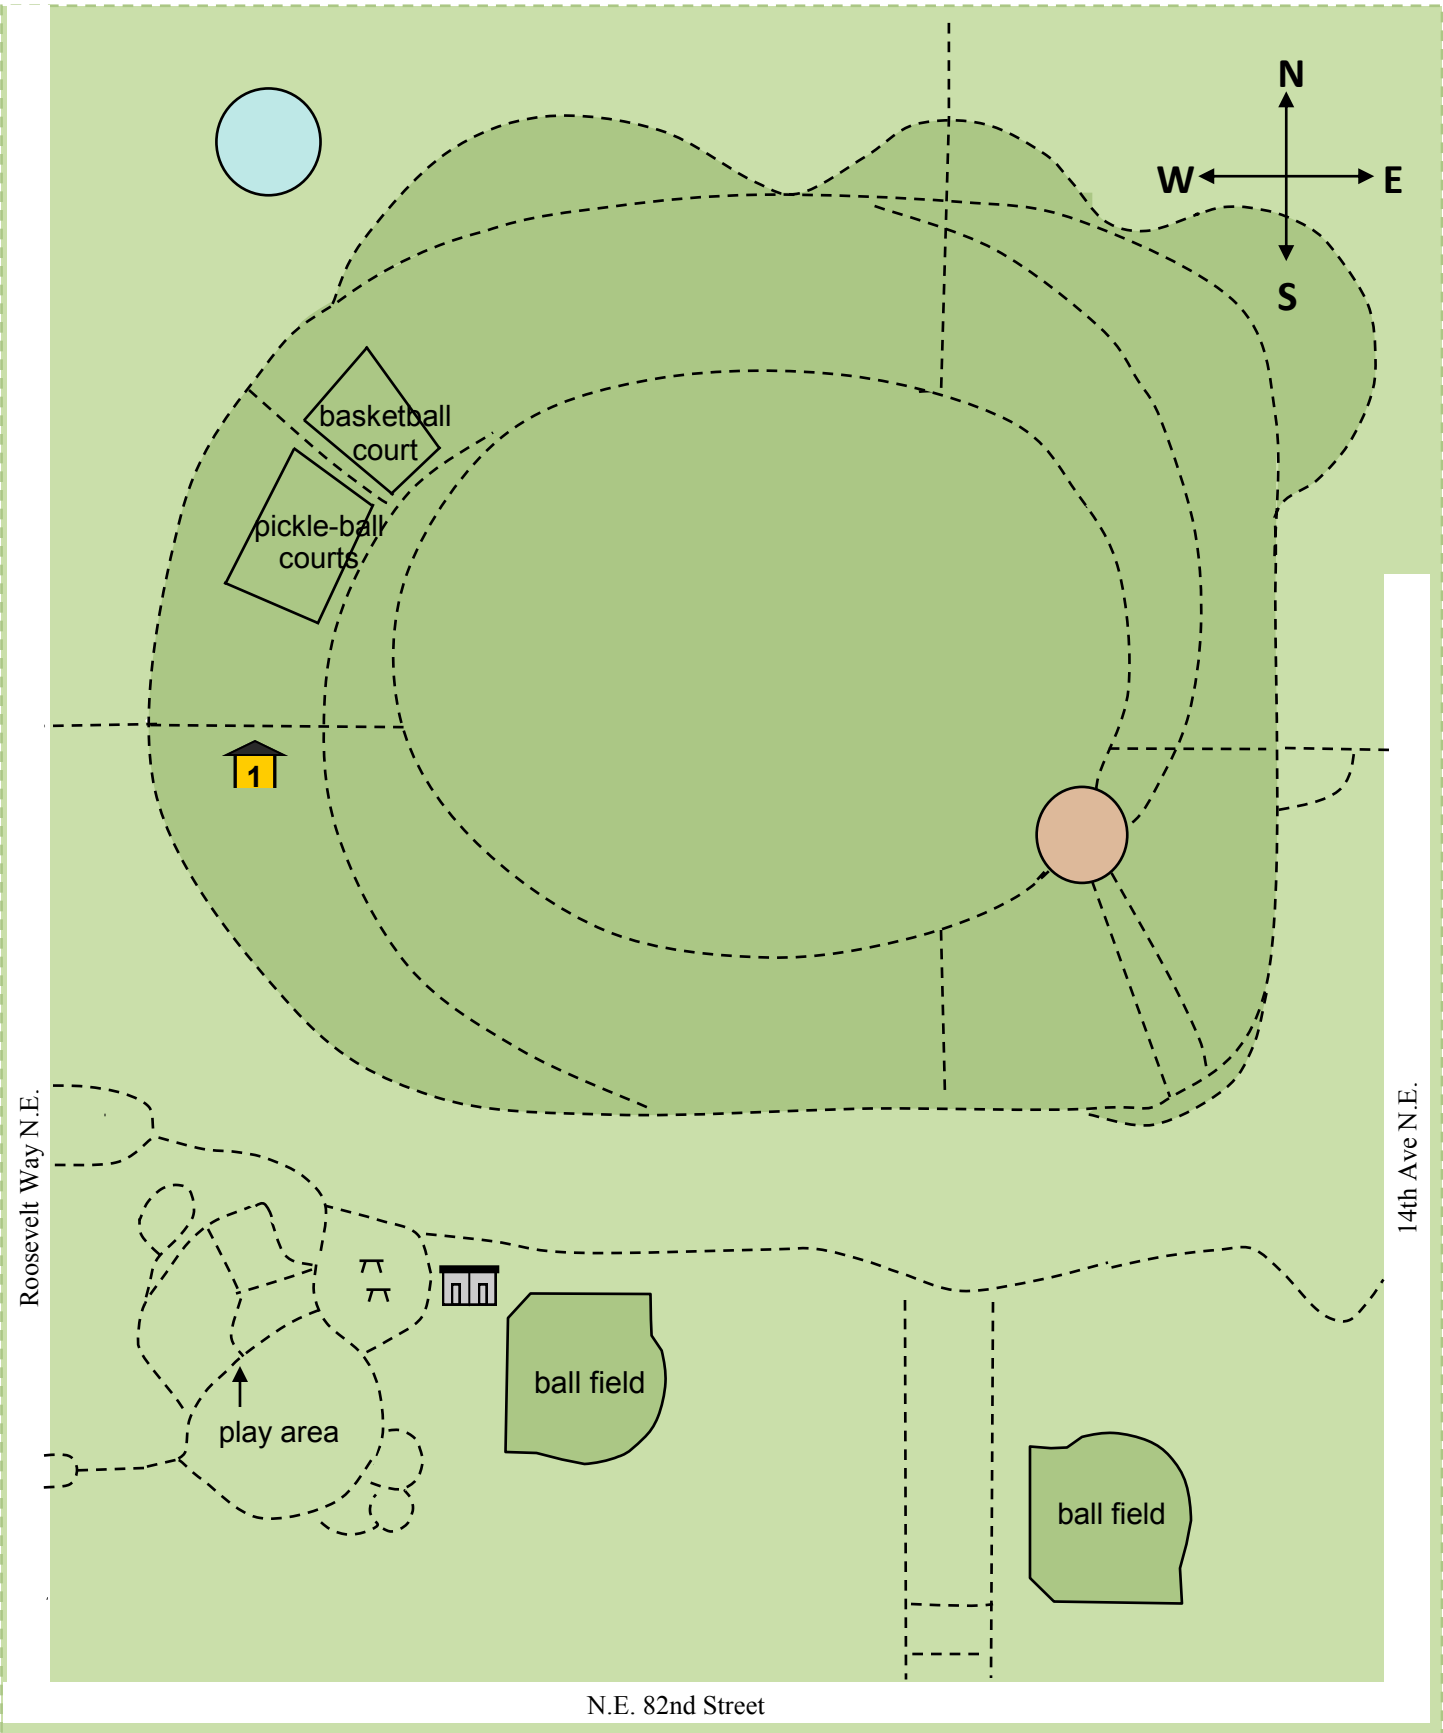 N
W
E
S
basketball
court
pickle-ball
courts
1
Roosevelt Way N.E.
14th Ave N.E.
ball field
play area
ball field
N.E. 82nd Street